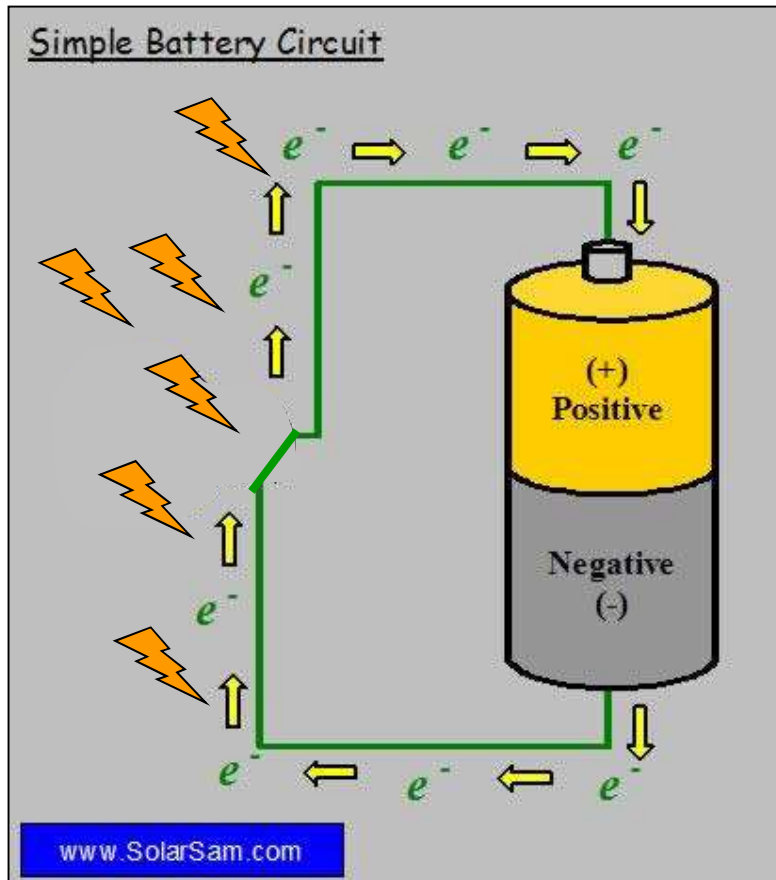 Simple Battery Circuit
e⁻ e⁻ e⁻
e⁻
(+)
Positive
Negative
(-)
e⁻
e⁻ e⁻ e⁻
www.SolarSam.com